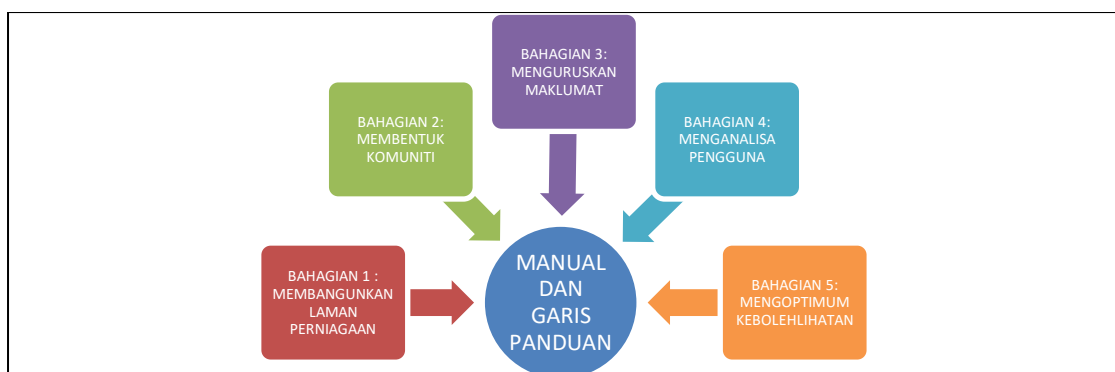 BAHAGIAN 1 :
MEMBANGUNKAN
LAMAN
PERNIAGAAN
BAHAGIAN 2:
MEMBENTUK
KOMUNITI
BAHAGIAN 3:
MENGURUSKAN
MAKLUMAT
BAHAGIAN 4:
MENGANALISA
PENGGUNA
BAHAGIAN 5:
MENGOPTIMUM
KEBOLEHLIHATAN
MANUAL
DAN
GARIS
PANDUAN